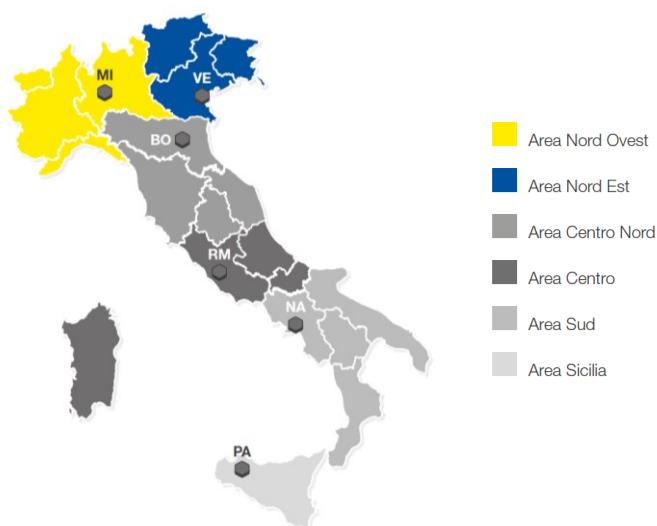 MI
VE
BO
RM
NA
PA
Area Nord Ovest
Area Nord Est
Area Centro Nord
Area Centro
Area Sud
Area Sicilia